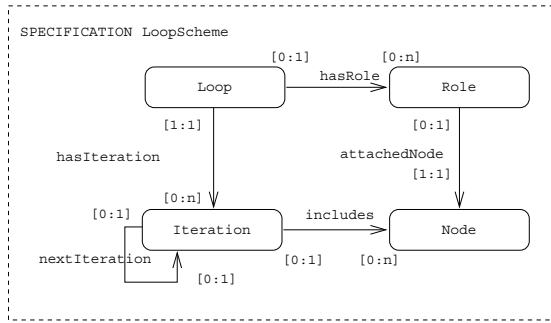 SPECIFICATION LoopScheme
[0:1] [0:n]
hasRole
Loop Role
[1:1] [0:1]
hasIteration attachedNode
[1:1]
[0:n]
[0:1] includes
Iteration Node
nextIteration
[0:1] [0:n]
[0:1]